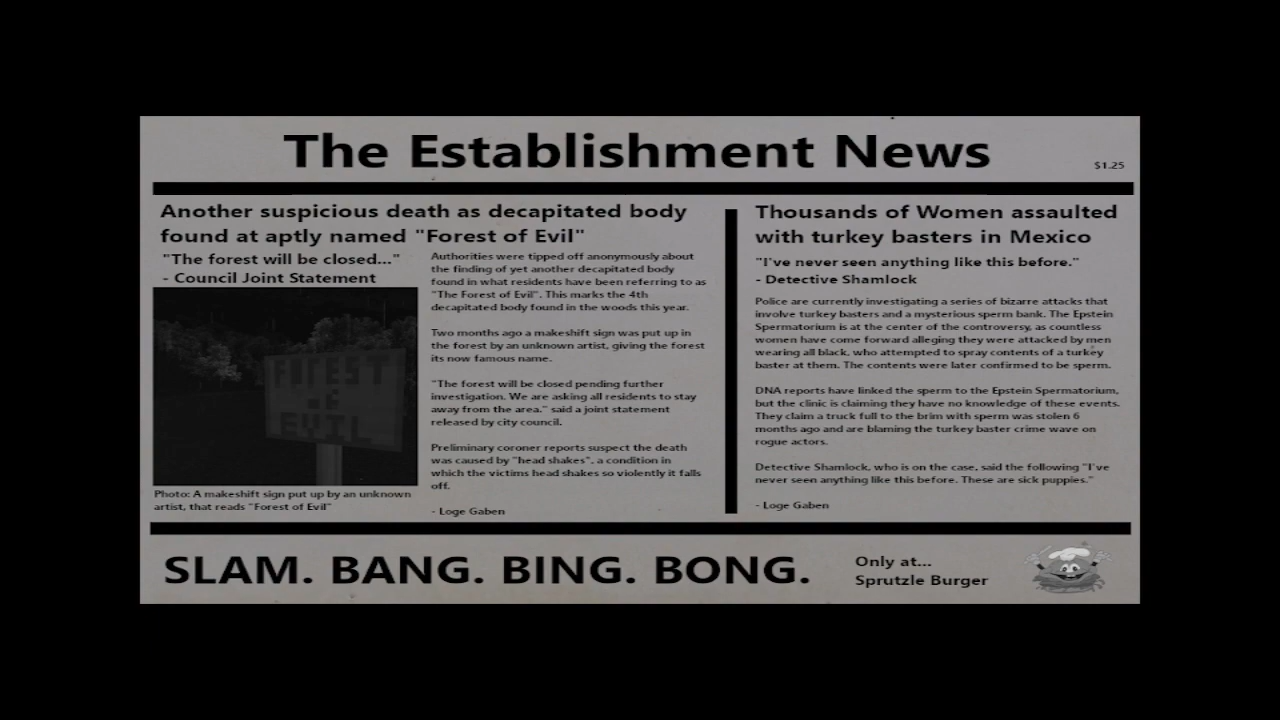 The Establishment News
$1.25
Another suspicious death as decapitated body
found at aptly named "Forest of Evil"
"The forest will be closed..."
- Council Joint Statement
FOREST
OF
EVIL
Photo: A makeshift sign put up by an unknown
artist, that reads "Forest of Evil"
Authorities were tipped off anonymously about
the finding of yet another decapitated body
found in what residents have been referring to as
"The Forest of Evil". This marks the 4th
decapitated body found in the woods this year.
Two months ago a makeshift sign was put up in
the forest by an unknown artist, giving the forest
its now famous name.
"The forest will be closed pending further
investigation. We are asking all residents to stay
away from the area." said a joint statement
released by city council.
Preliminary coroner reports suspect the death
was caused by "head shakes", a condition in
which the victims head shakes so violently it falls
off.
- Loge Gaben
Thousands of Women assaulted
with turkey basters in Mexico
"I've never seen anything like this before."
- Detective Shamlock
Police are currently investigating a series of bizarre attacks that
involve turkey basters and a mysterious sperm bank. The Epstein
Spermatorium is at the center of the controversy, as countless
women have come forward alleging they were attacked by men
wearing all black, who attempted to spray contents of a turkey
baster at them. The contents were later confirmed to be sperm.
DNA reports have linked the sperm to the Epstein Spermatorium,
but the clinic is claiming they have no knowledge of these events.
They claim a truck full to the brim with sperm was stolen 6
months ago and are blaming the turkey baster crime wave on
rogue actors.
Detective Shamlock, who is on the case, said the following "I've
never seen anything like this before. These are sick puppies."
- Loge Gaben
SLAM. BANG. BING. BONG.
Only at...
Sprutzle Burger